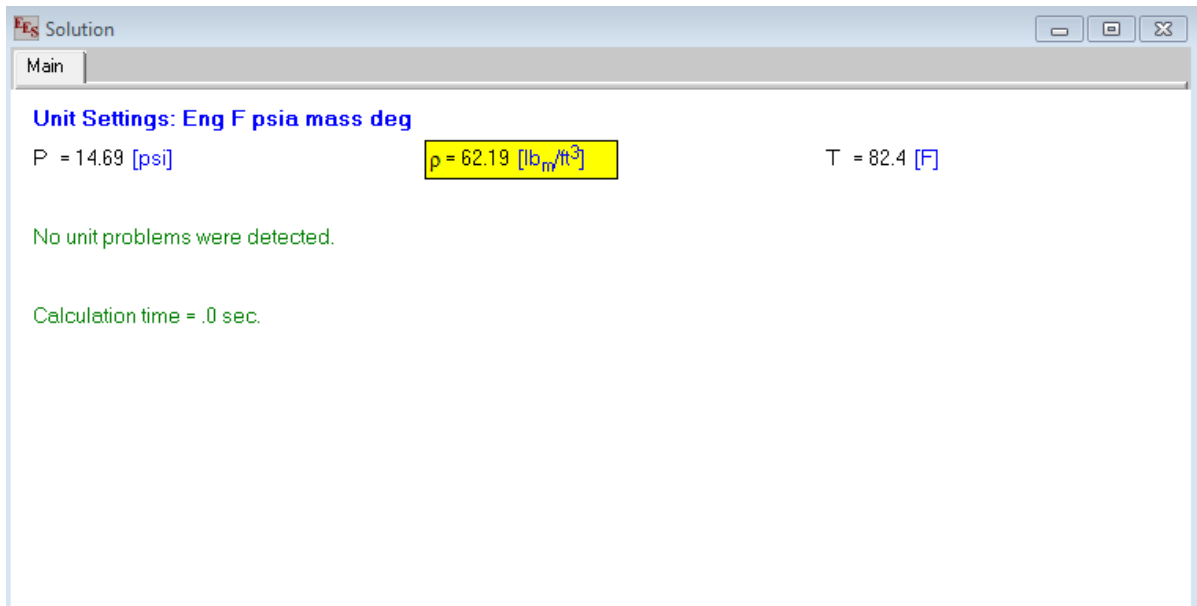 EES Solution
Main
Unit Settings: Eng F psia mass deg
P = 14.69 [psi] ρ = 62.19 [lbm/ft3] T = 82.4 [F]
No unit problems were detected.
Calculation time = .0 sec.